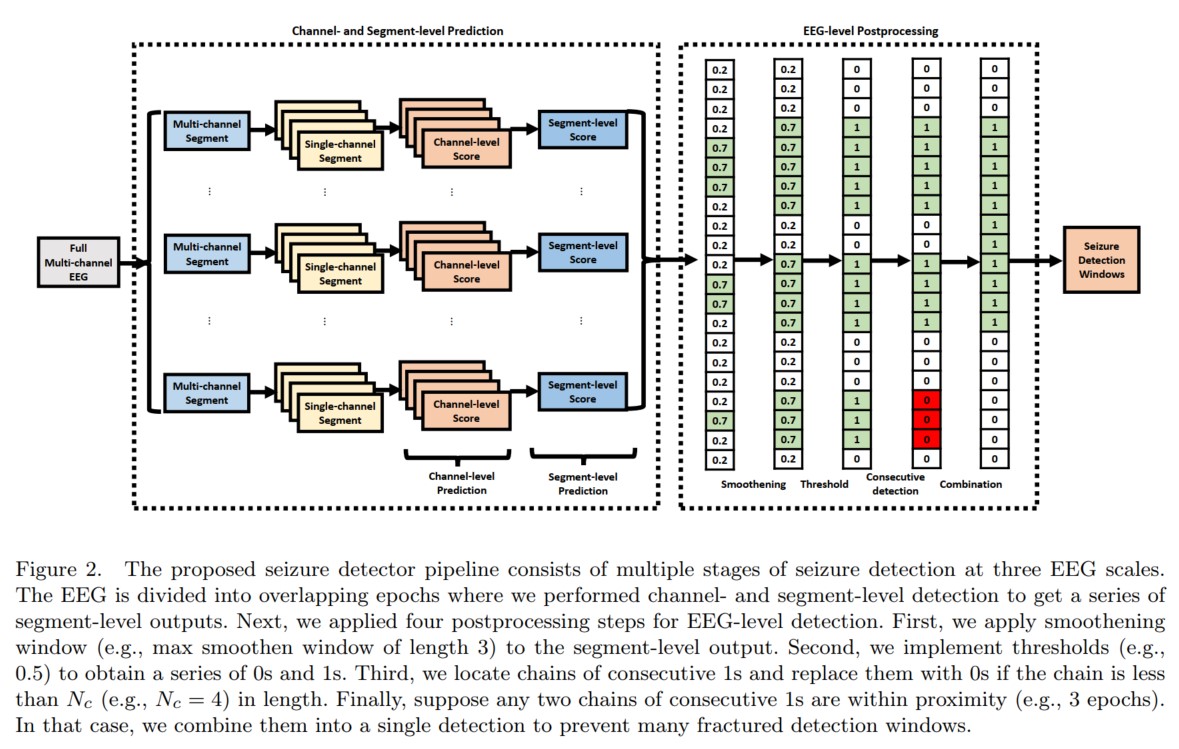 Channel- and Segment-level Prediction
EEG-level Postprocessing
Full
Multi-channel
EEG
Multi-channel
Segment
Single-channel
Segment
Channel-level
Score
Segment-level
Score
...
...
...
...
Multi-channel
Segment
Single-channel
Segment
Channel-level
Score
Segment-level
Score
...
...
...
...
Multi-channel
Segment
Single-channel
Segment
Channel-level
Score
Segment-level
Score
Channel-level
Prediction
Segment-level
Prediction
0.2 0.2 0 0 0
0.2 0.2 0 0 0
0.2 0.2 0 0 0
0.2 0.7 1 1 1
0.7 0.7 1 1 1
0.7 0.7 1 1 1
0.7 0.7 1 1 1
0.2 0.7 1 1 1
0.2 0.2 0 0 1
0.2 0.2 0 0 1
0.2 0.7 1 1 1
0.7 0.7 1 1 1
0.7 0.7 1 1 1
0.2 0.7 1 1 1
0.2 0.2 0 0 0
0.2 0.2 0 0 0
0.2 0.2 0 0 0
0.2 0.7 1 0 0
0.7 0.7 1 0 0
0.2 0.7 1 0 0
0.2 0.2 0 0 0
Smoothening
Threshold
Consecutive
detection
Combination
Seizure
Detection
Windows
Figure 2. The proposed seizure detector pipeline consists of multiple stages of seizure detection at three EEG scales.
The EEG is divided into overlapping epochs where we performed channel- and segment-level detection to get a series of
segment-level outputs. Next, we applied four postprocessing steps for EEG-level detection. First, we apply smoothening
window (e.g., max smoothen window of length 3) to the segment-level output. Second, we implement thresholds (e.g.,
0.5) to obtain a series of 0s and 1s. Third, we locate chains of consecutive 1s and replace them with 0s if the chain is less
than N_c (e.g., N_c = 4) in length. Finally, suppose any two chains of consecutive 1s are within proximity (e.g., 3 epochs).
In that case, we combine them into a single detection to prevent many fractured detection windows.